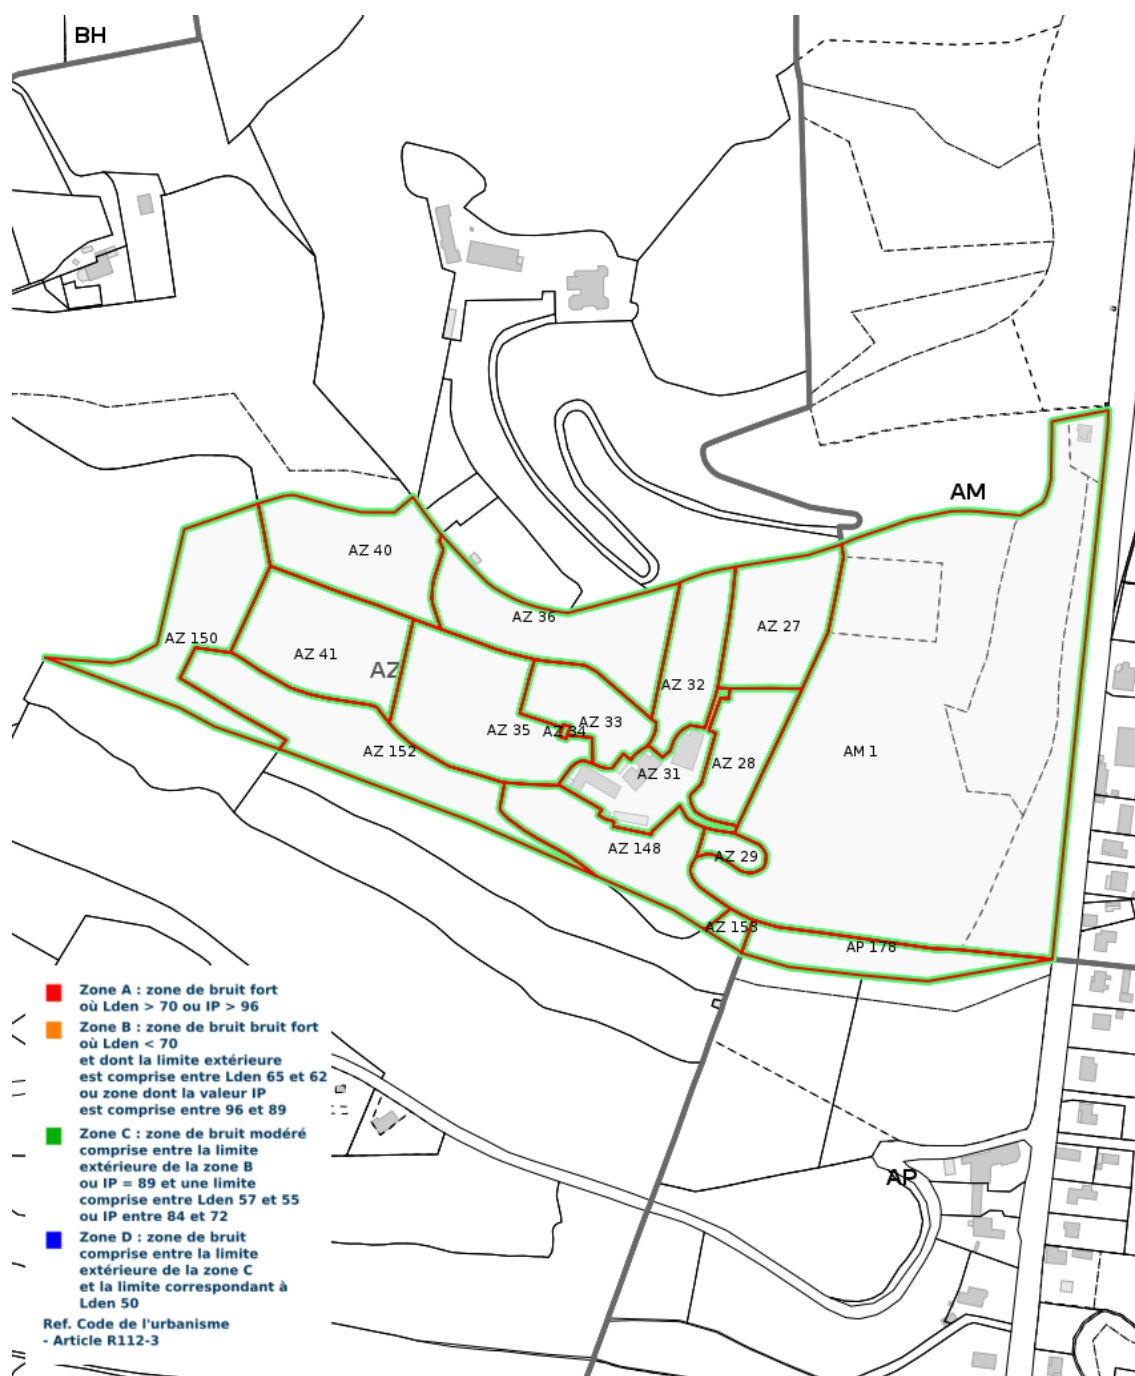 BH
AM
AZ 40
AZ 36
AZ 27
AZ 150
AZ 41
AZ
AZ 32
AZ 33
AZ 35
AZ 34
AZ 152
AM 1
AZ 31
AZ 28
AZ 148
AZ 29
AZ 153
AP 178
Zone A : zone de bruit fort
où Lden > 70 ou IP > 96
Zone B : zone de bruit bruit fort
où Lden < 70
et dont la limite extérieure
est comprise entre Lden 65 et 62
ou zone dont la valeur IP
est comprise entre 96 et 89
Zone C : zone de bruit modéré
comprise entre la limite
extérieure de la zone B
ou IP = 89 et une limite
comprise entre Lden 57 et 55
ou IP entre 84 et 72
AP
Zone D : zone de bruit
comprise entre la limite
extérieure de la zone C
et la limite correspondant à
Lden 50
Ref. Code de l'urbanisme
- Article R112-3